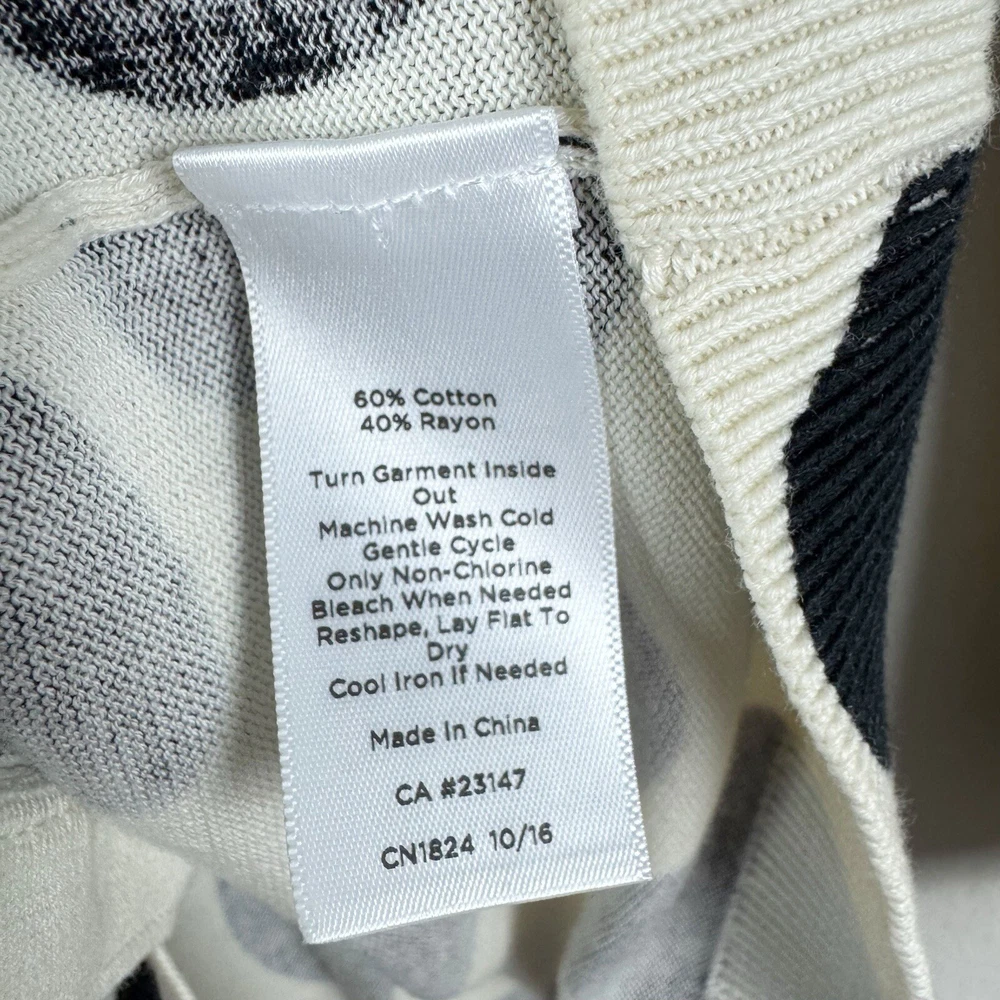 60% Cotton
40% Rayon
Turn Garment Inside
Out
Machine Wash Cold
Gentle Cycle
Only Non-Chlorine
Bleach When Needed
Reshape, Lay Flat To
Dry
Cool Iron If Needed
Made In China
CA #23147
CN1824 10/16